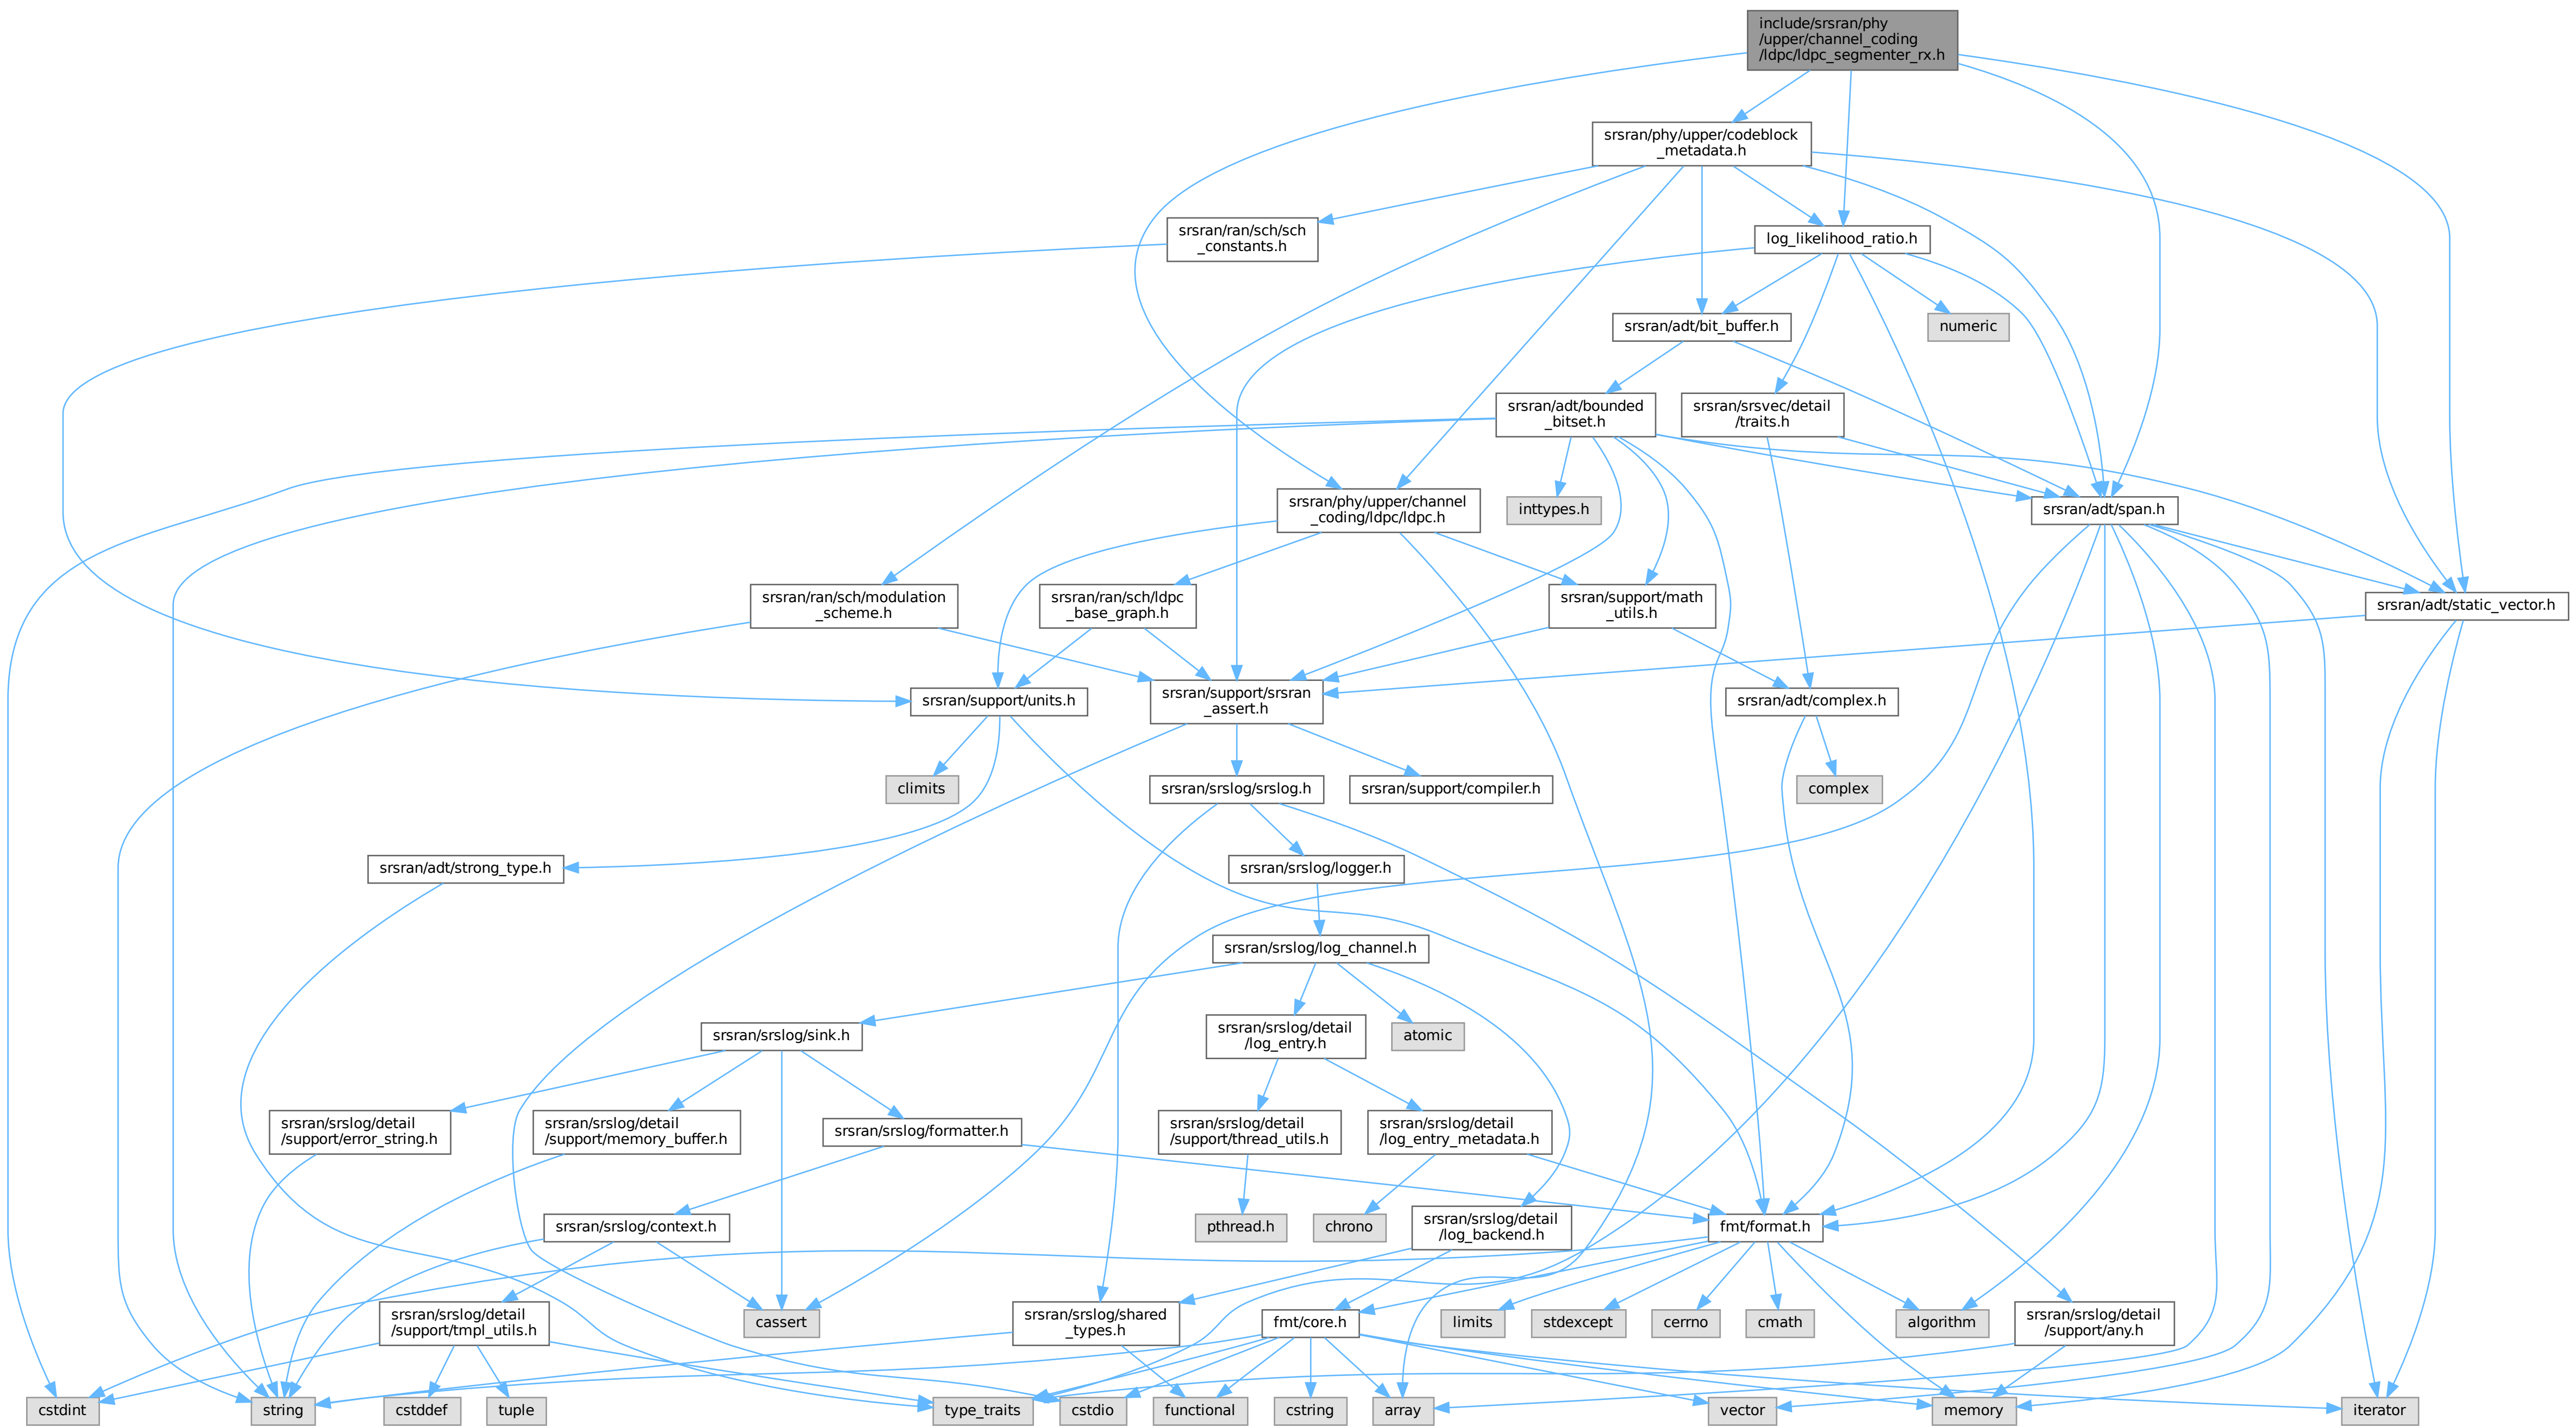 include/srsran/phy
/upper/channel_coding
/ldpc/ldpc_segmenter_rx.h
srsran/phy/upper/codeblock
_metadata.h
srsran/ran/sch/sch
_constants.h
log_likelihood_ratio.h
srsran/adt/bit_buffer.h
numeric
srsran/adt/bounded
_bitset.h
srsran/srsvec/detail
/traits.h
srsran/phy/upper/channel
_coding/ldpc/ldpc.h
inttypes.h
srsran/adt/span.h
srsran/ran/sch/modulation
_scheme.h
srsran/ran/sch/ldpc
_base_graph.h
srsran/support/math
_utils.h
srsran/adt/static_vector.h
srsran/support/units.h
srsran/support/srsran
_assert.h
srsran/adt/complex.h
climits
srsran/srslog/srslog.h
srsran/support/compiler.h
complex
srsran/adt/strong_type.h
srsran/srslog/logger.h
srsran/srslog/log_channel.h
srsran/srslog/sink.h
srsran/srslog/detail
/log_entry.h
atomic
srsran/srslog/detail
/support/error_string.h
srsran/srslog/detail
/support/memory_buffer.h
srsran/srslog/formatter.h
srsran/srslog/detail
/support/thread_utils.h
srsran/srslog/detail
/log_entry_metadata.h
srsran/srslog/context.h
pthread.h
chrono
srsran/srslog/detail
/log_backend.h
fmt/format.h
srsran/srslog/detail
/support/tmpl_utils.h
cassert
srsran/srslog/shared
_types.h
fmt/core.h
limits
stdexcept
cerrno
cmath
algorithm
srsran/srslog/detail
/support/any.h
cstdint
string
cstddef
tuple
type_traits
cstdio
functional
cstring
array
vector
memory
iterator